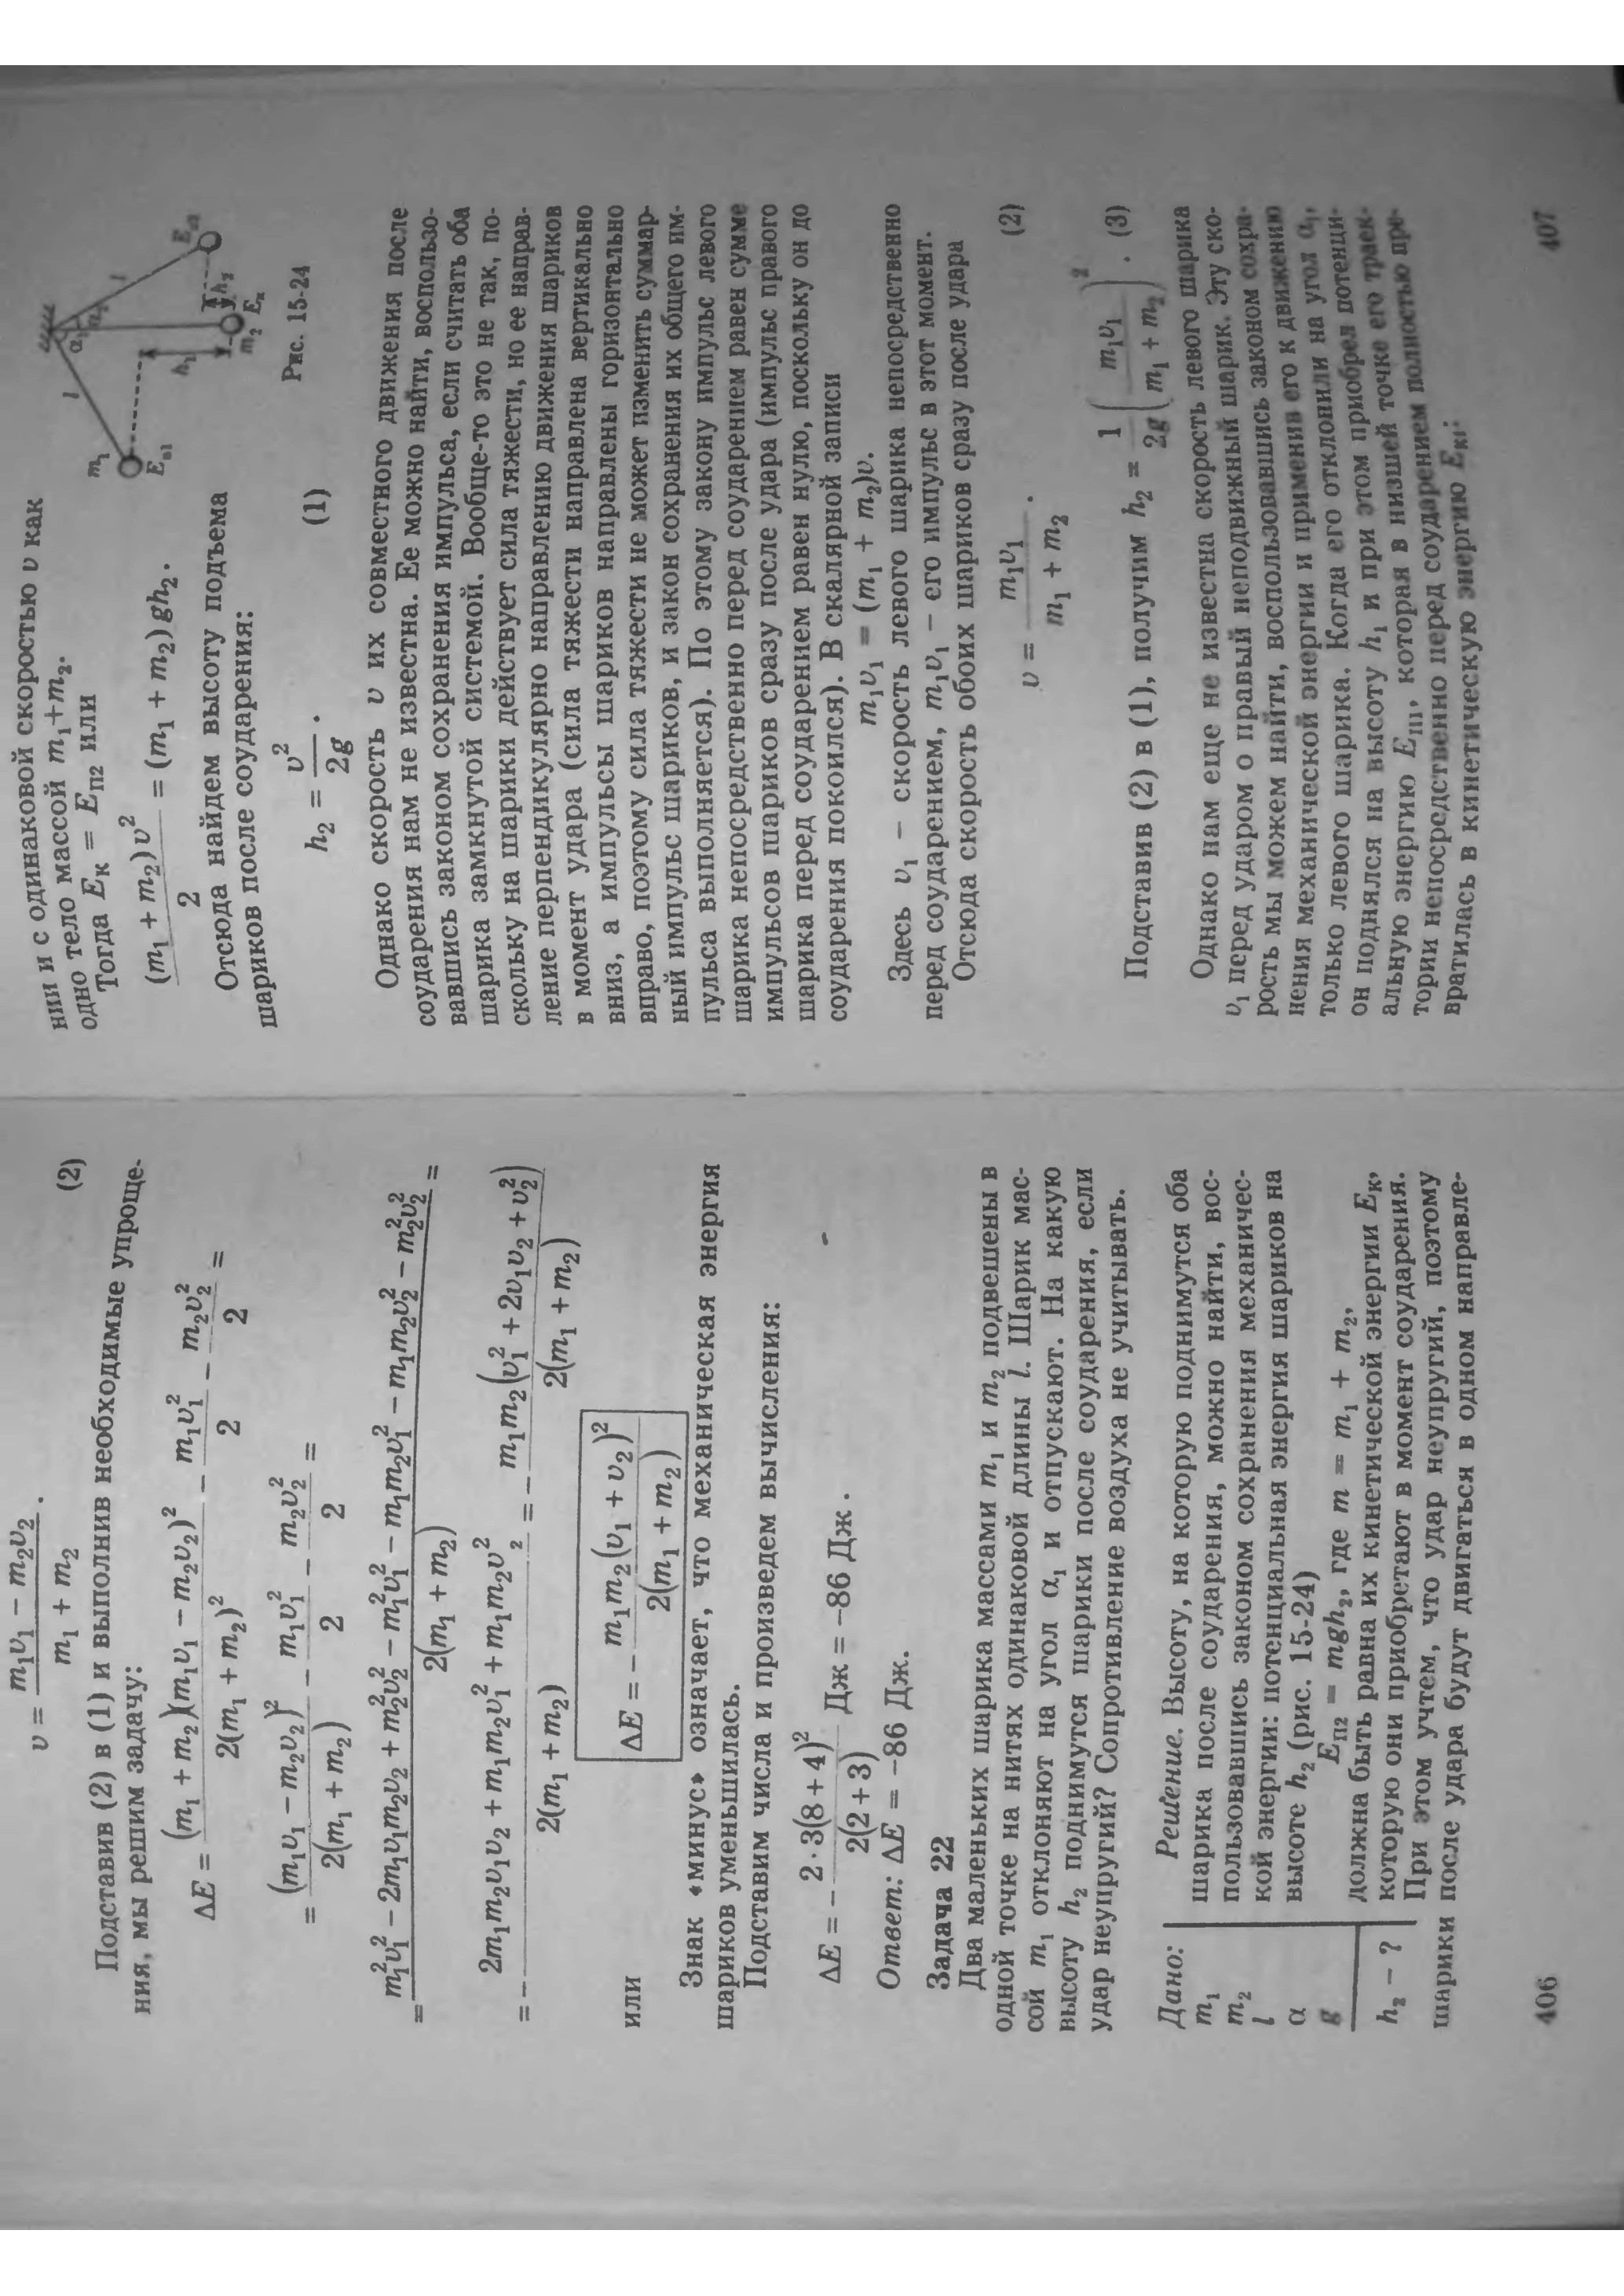 v = (m₁v₁ − m₂v₂)/(m₁ + m₂). (2)
Подставив (2) в (1) и выполнив необходимые упроще-
ния, мы решим задачу:
ΔE = (m₁ + m₂)(m₁v₁ − m₂v₂)²/2(m₁ + m₂)² − m₁v₁²/2 − m₂v₂²/2 =
= (m₁v₁ − m₂v₂)²/2(m₁ + m₂) − m₁v₁²/2 − m₂v₂²/2 =
= (m₁²v₁² − 2m₁v₁m₂v₂ + m₂²v₂² − m₁²v₁² − m₁m₂v₁² − m₁m₂v₂² − m₂²v₂²)/2(m₁ + m₂) =
= − (2m₁m₂v₁v₂ + m₁m₂v₁² + m₁m₂v²₂)/2(m₁ + m₂) = − m₁m₂(v₁² + 2v₁v₂ + v₂²)/2(m₁ + m₂)
или
ΔE = − m₁m₂(v₁ + v₂)²/2(m₁ + m₂)
Знак «минус» означает, что механическая энергия
шариков уменьшилась.
Подставим числа и произведем вычисления:
ΔE = − 2·3(8 + 4)²/2(2 + 3) Дж = −86 Дж.
Ответ: ΔE = −86 Дж.
Задача 22
Два маленьких шарика массами m₁ и m₂ подвешены в
одной точке на нитях одинаковой длины l. Шарик мас-
сой m₁ отклоняют на угол α₁ и отпускают. На какую
высоту h₂ поднимутся шарики после соударения, если
удар неупругий? Сопротивление воздуха не учитывать.
Дано:
m₁
m₂
l
α
g
h₂ − ?
Решение. Высоту, на которую поднимутся оба
шарика после соударения, можно найти, вос-
пользовавшись законом сохранения механичес-
кой энергии: потенциальная энергия шариков на
высоте h₂ (рис. 15-24)
Eп2 = mgh₂, где m = m₁ + m₂,
должна быть равна их кинетической энергии Eк,
которую они приобретают в момент соударения.
При этом учтем, что удар неупругий, поэтому
шарики после удара будут двигаться в одном направле-
406
нии и с одинаковой скоростью v как
одно тело массой m₁+m₂.
Тогда Eк = Eп2 или
(m₁ + m₂)v²/2 = (m₁ + m₂)gh₂.
Отсюда найдем высоту подъема
шариков после соударения:
h₂ = v²/2g. (1)
m₁
Eп1
l
α₁
α₂
l
h₁
h₂
m₂ Eк
Eп2
Рис. 15-24
Однако скорость v их совместного движения после
соударения нам не известна. Ее можно найти, воспользо-
вавшись законом сохранения импульса, если считать оба
шарика замкнутой системой. Вообще-то это не так, по-
скольку на шарики действует сила тяжести, но ее направ-
ление перпендикулярно направлению движения шариков
в момент удара (сила тяжести направлена вертикально
вниз, а импульсы шариков направлены горизонтально
вправо, поэтому сила тяжести не может изменить суммар-
ный импульс шариков, и закон сохранения их общего им-
пульса выполняется). По этому закону импульс левого
шарика непосредственно перед соударением равен сумме
импульсов шариков сразу после удара (импульс правого
шарика перед соударением равен нулю, поскольку он до
соударения покоился). В скалярной записи
m₁v₁ = (m₁ + m₂)v.
Здесь v₁ − скорость левого шарика непосредственно
перед соударением, m₁v₁ − его импульс в этот момент.
Отсюда скорость обоих шариков сразу после удара
v = m₁v₁/(m₁ + m₂). (2)
Подставив (2) в (1), получим h₂ = 1/2g (m₁v₁/(m₁ + m₂))². (3)
Однако нам еще не известна скорость левого шарика
v₁ перед ударом о правый неподвижный шарик. Эту ско-
рость мы можем найти, воспользовавшись законом сохра-
нения механической энергии и применив его к движению
только левого шарика. Когда его отклонили на угол α₁,
он поднялся на высоту h₁ и при этом приобрел потенци-
альную энергию Eп1, которая в низшей точке его траек-
тории непосредственно перед соударением полностью пре-
вратилась в кинетическую энергию Eк1:
407